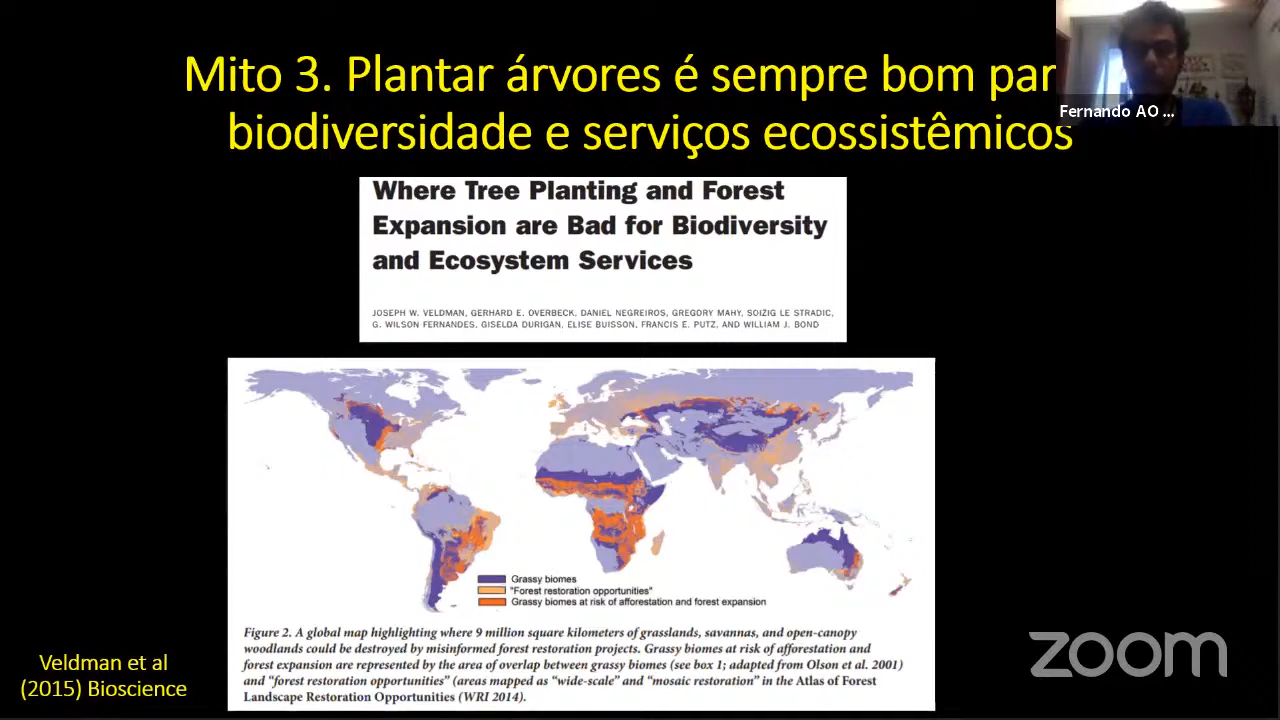 Mito 3. Plantar árvores é sempre bom par
biodiversidade e serviços ecossistêmicos
Fernando AO ...
Where Tree Planting and Forest
Expansion are Bad for Biodiversity
and Ecosystem Services
JOSEPH W. VELDMAN, GERHARD E. OVERBECK, DANIEL NEGREIROS, GREGORY MAHY, SOIZIG LE STRADIC,
G. WILSON FERNANDES, GISELDA DURIGAN, ELISE BUISSON, FRANCIS E. PUTZ, AND WILLIAM J. BOND
Grassy biomes
"Forest restoration opportunities"
Grassy biomes at risk of afforestation and forest expansion
Figure 2. A global map highlighting where 9 million square kilometers of grasslands, savannas, and open-canopy
woodlands could be destroyed by misinformed forest restoration projects. Grassy biomes at risk of afforestation and
forest expansion are represented by the area of overlap between grassy biomes (see box 1; adapted from Olson et al. 2001)
and “forest restoration opportunities” (areas mapped as “wide-scale” and “mosaic restoration” in the Atlas of Forest
Landscape Restoration Opportunities (WRI 2014).
Veldman et al
(2015) Bioscience
zoom